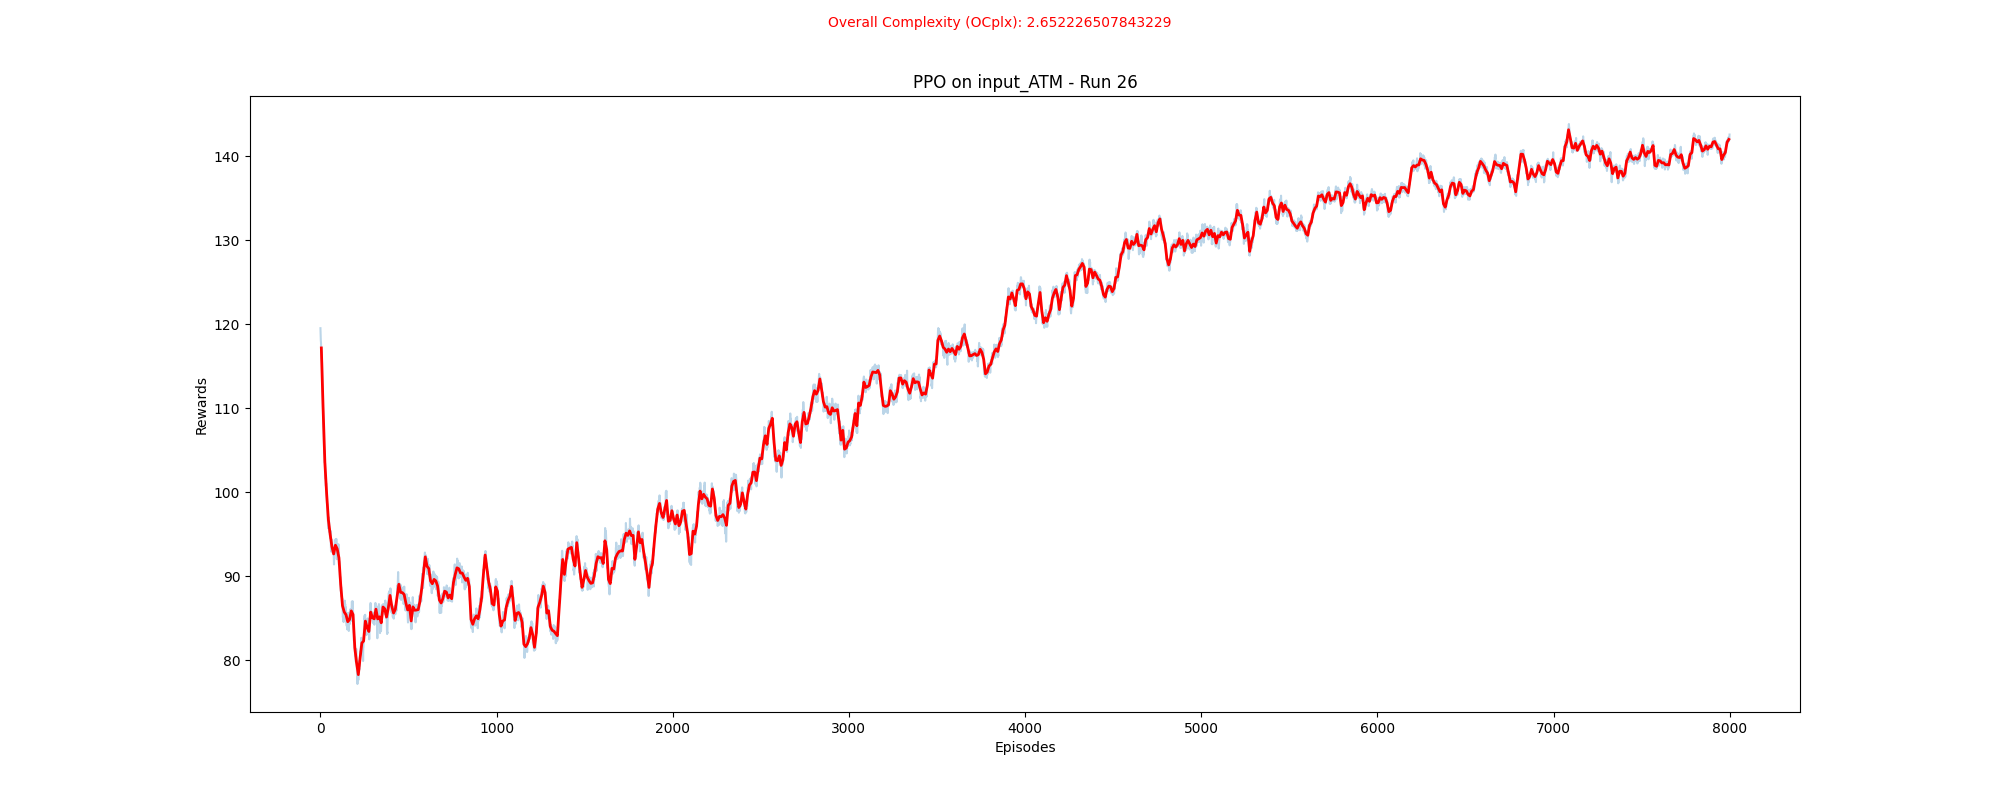 Overall Complexity (OCplx): 2.652226507843229
PPO on input_ATM - Run 26
Rewards
140
130
120
110
100
90
80
0 1000 2000 3000 4000 5000 6000 7000 8000
Episodes